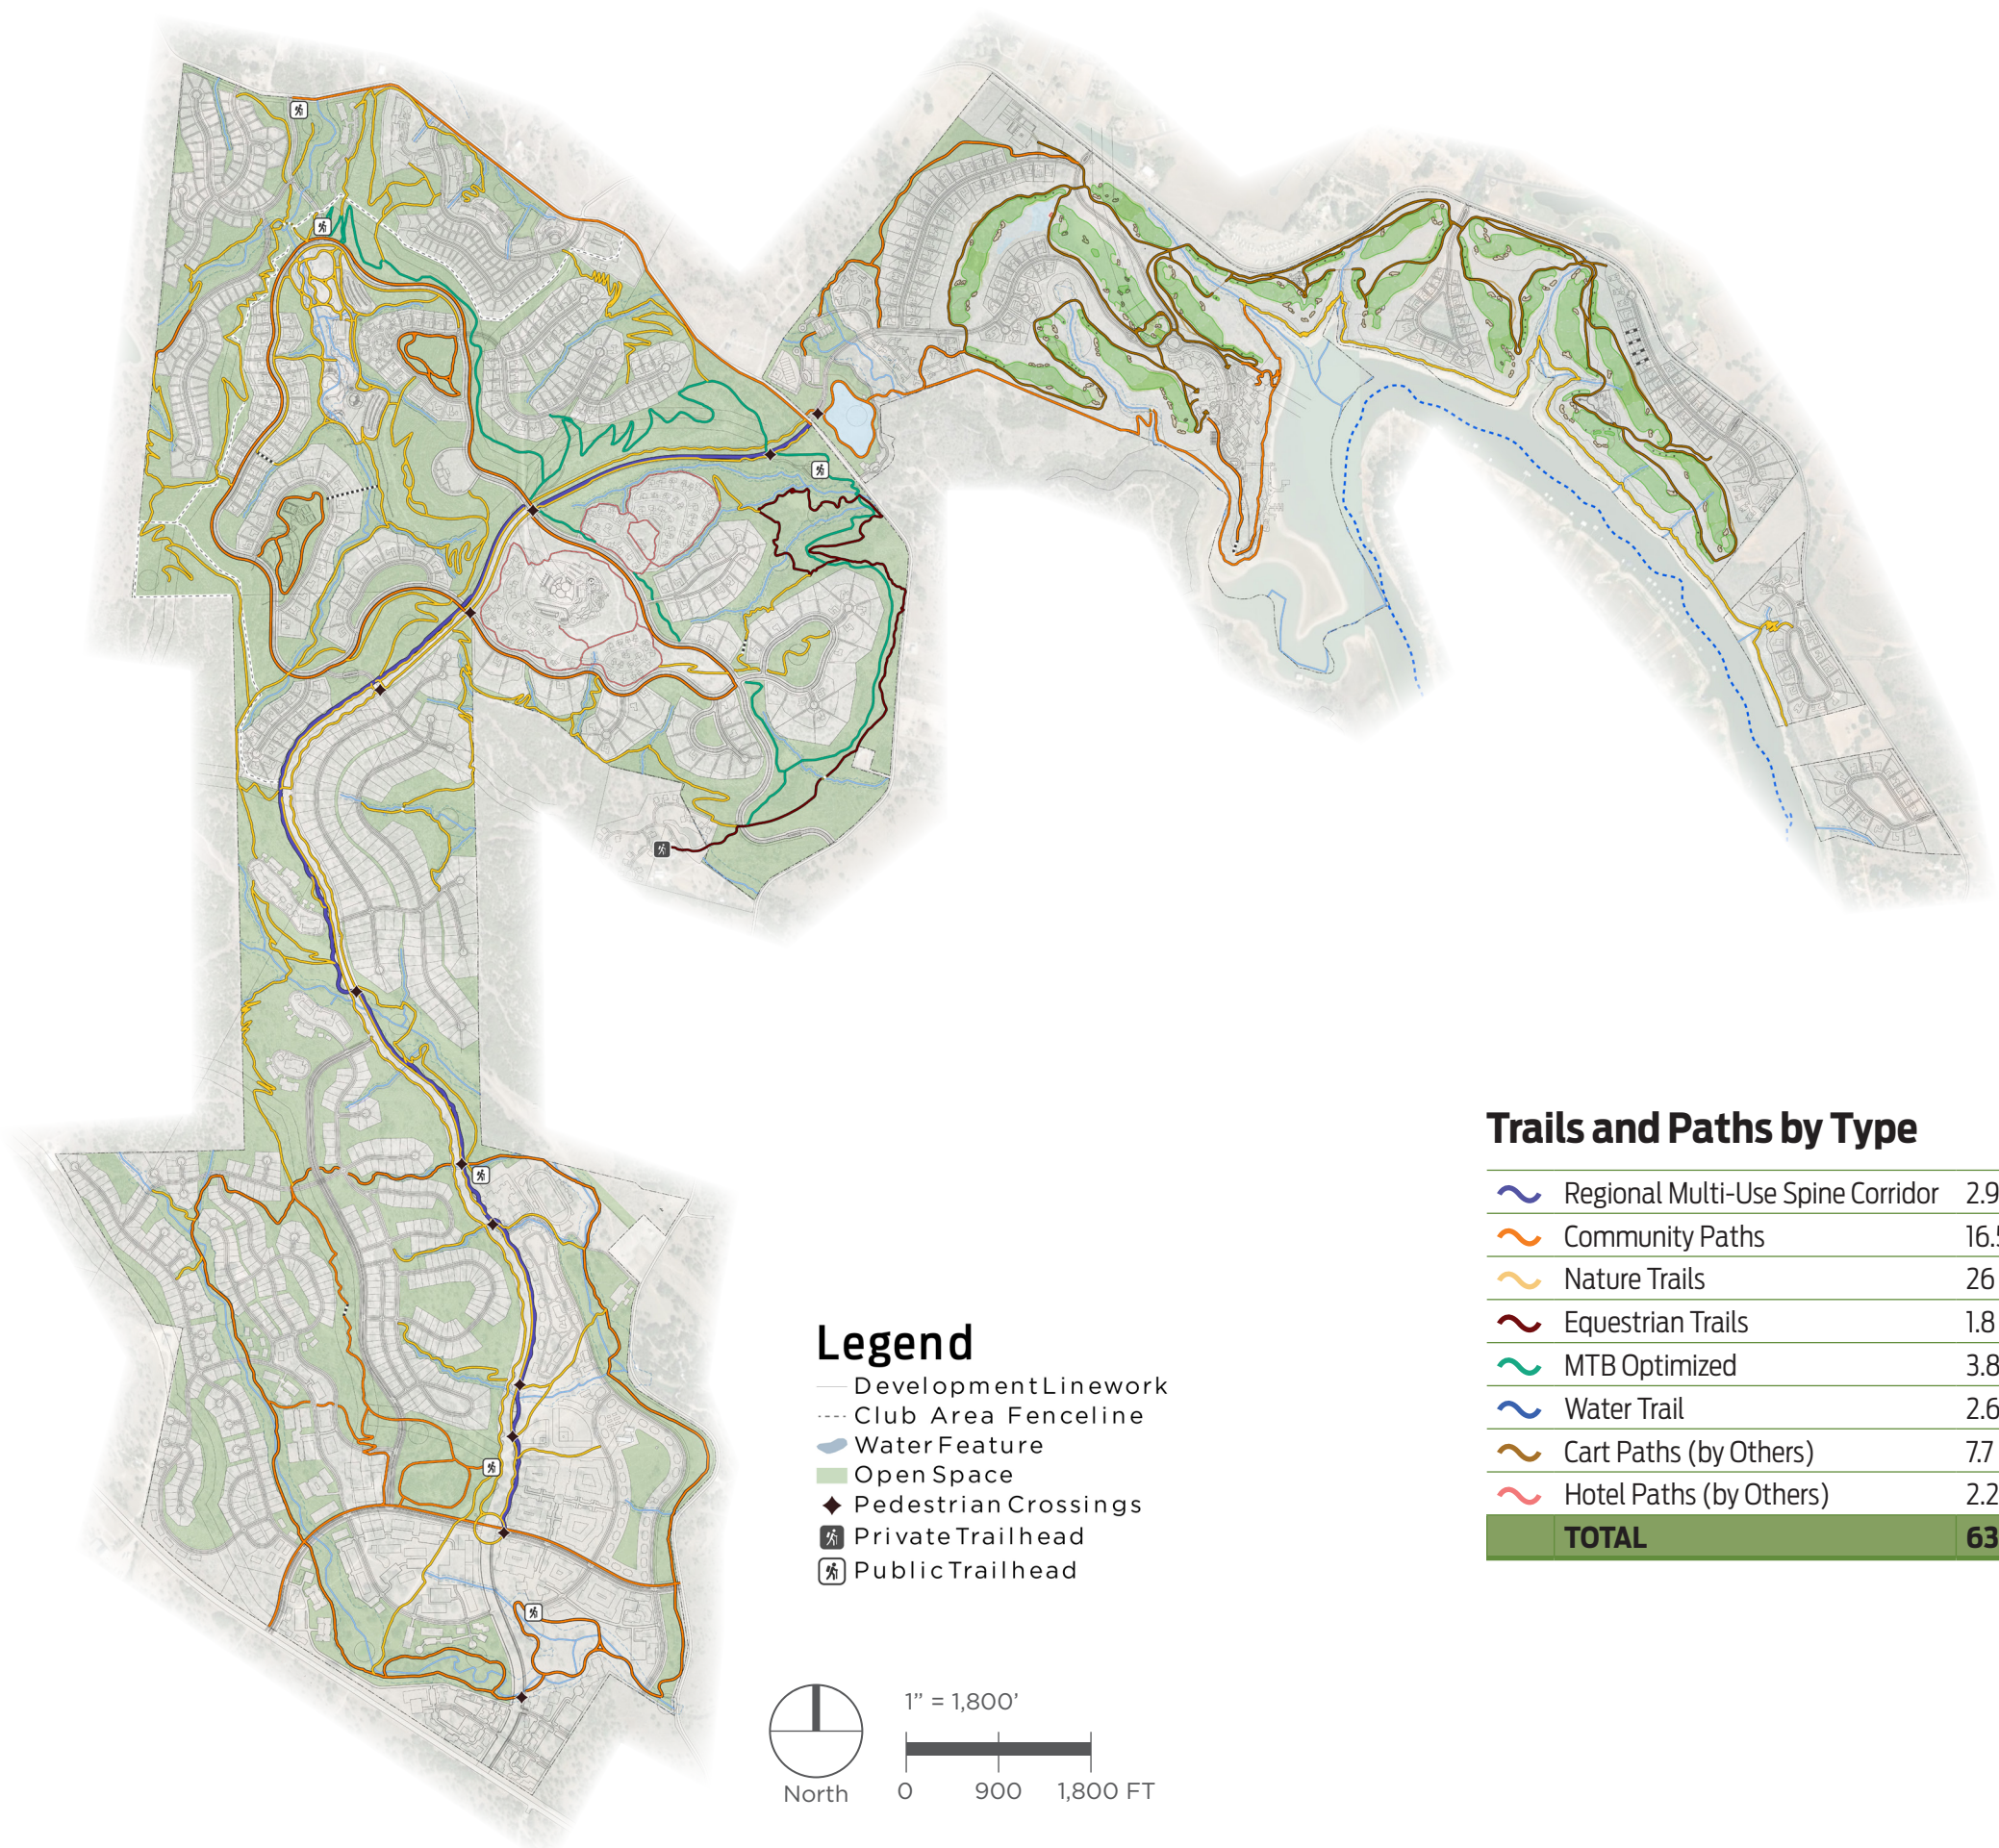 Trails and Paths by Type
Regional Multi-Use Spine Corridor 2.9
Community Paths 16.5
Nature Trails 26
Equestrian Trails 1.8
MTB Optimized 3.8
Water Trail 2.6
Cart Paths (by Others) 7.7
Hotel Paths (by Others) 2.2
TOTAL 63
Legend
Development Linework
Club Area Fenceline
Water Feature
Open Space
Pedestrian Crossings
Private Trailhead
Public Trailhead
1” = 1,800’
North
0 900 1,800 FT